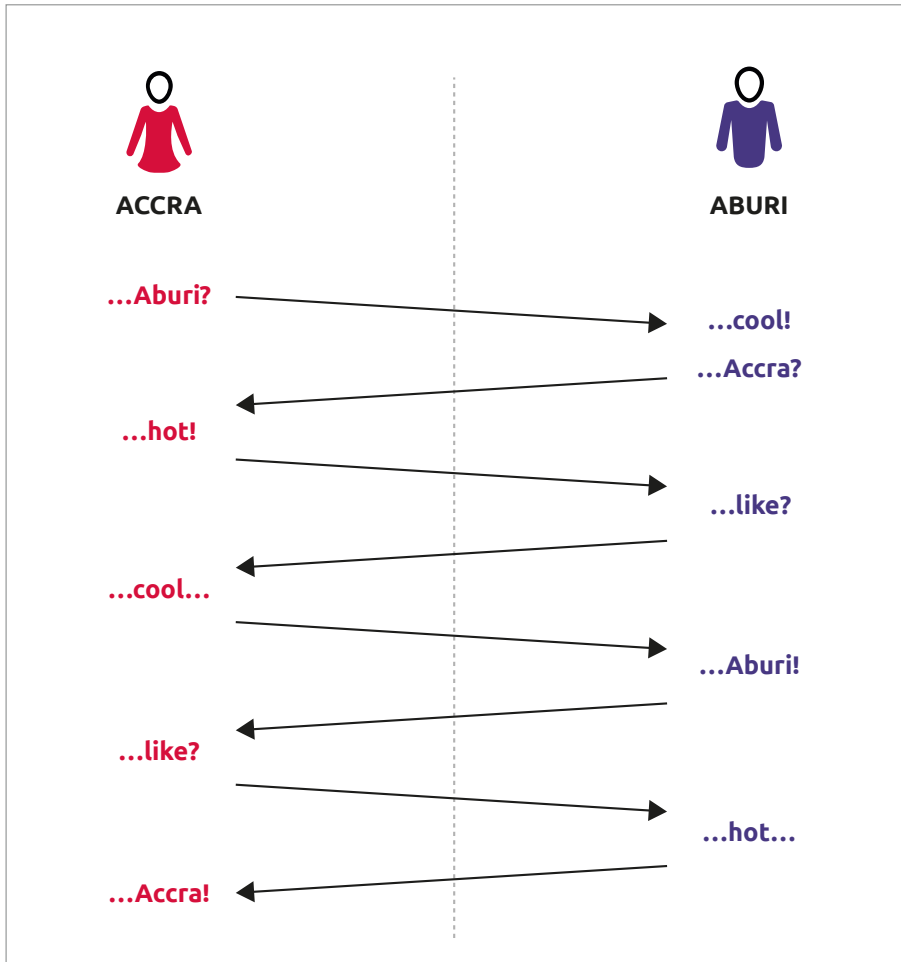 ACCRA
ABURI
…Aburi?
…cool!
…Accra?
…hot!
…like?
…cool…
…Aburi!
…like?
…hot…
…Accra!